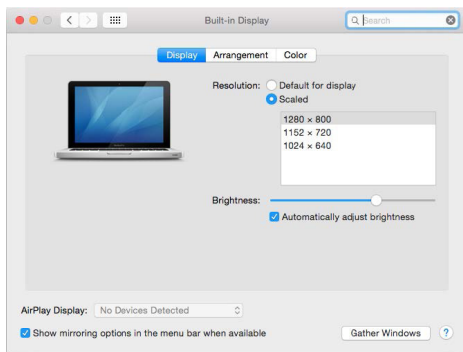 Built-in Display
Search
Display Arrangement Color
Resolution: Default for display
Scaled
1280 × 800
1152 × 720
1024 × 640
Brightness:
Automatically adjust brightness
AirPlay Display: No Devices Detected
Show mirroring options in the menu bar when available
Gather Windows ?